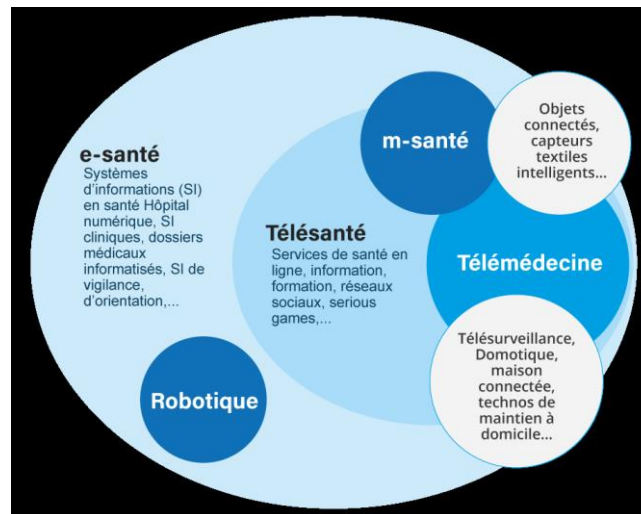 e-santé
Systèmes
d'informations (SI)
en santé Hôpital
numérique, SI
cliniques, dossiers
médicaux
informatisés, SI de
vigilance,
d'orientation,...
Robotique
Télésanté
Services de santé en
ligne, information,
formation, réseaux
sociaux, serious
games,...
m-santé
Objets
connectés,
capteurs
textiles
intelligents...
Télémédecine
Télésurveillance,
Domotique,
maison
connectée,
technos de
maintien à
domicile...